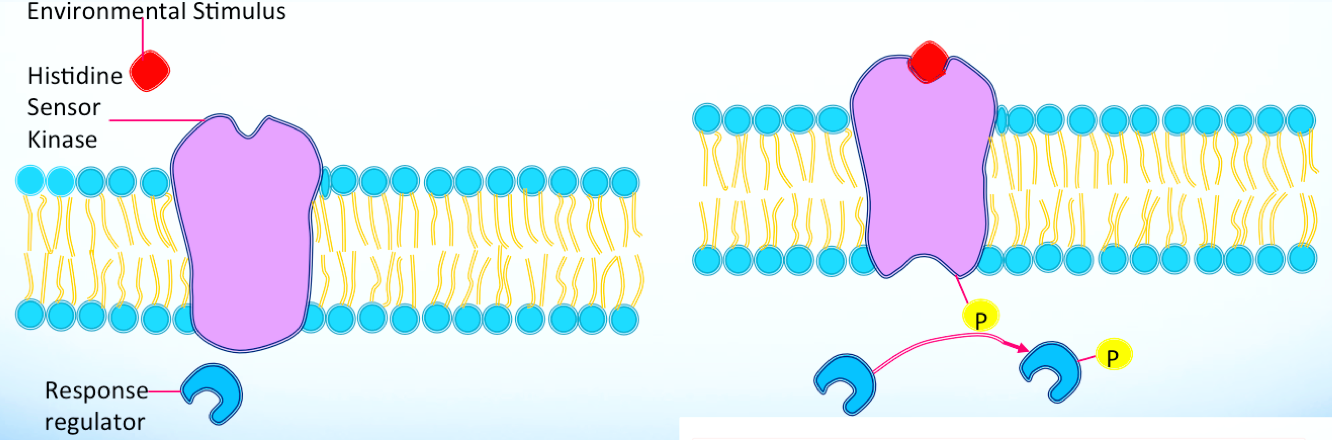 Environmental Stimulus
Histidine
Sensor
Kinase
Response
regulator
P
P